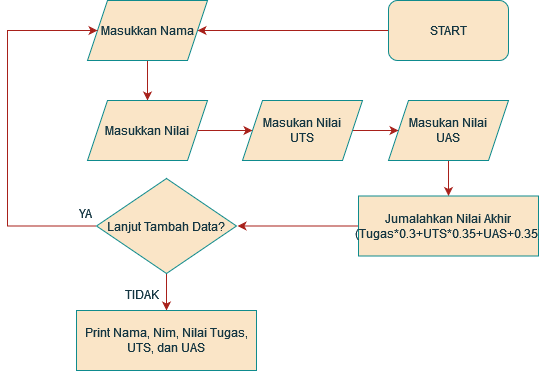 Masukkan Nama
START
Masukkan Nilai
Masukan Nilai
UTS
Masukan Nilai
UAS
Jumalahkan Nilai Akhir
(Tugas*0.3+UTS*0.35+UAS+0.35
Lanjut Tambah Data?
YA
TIDAK
Print Nama, Nim, Nilai Tugas,
UTS, dan UAS